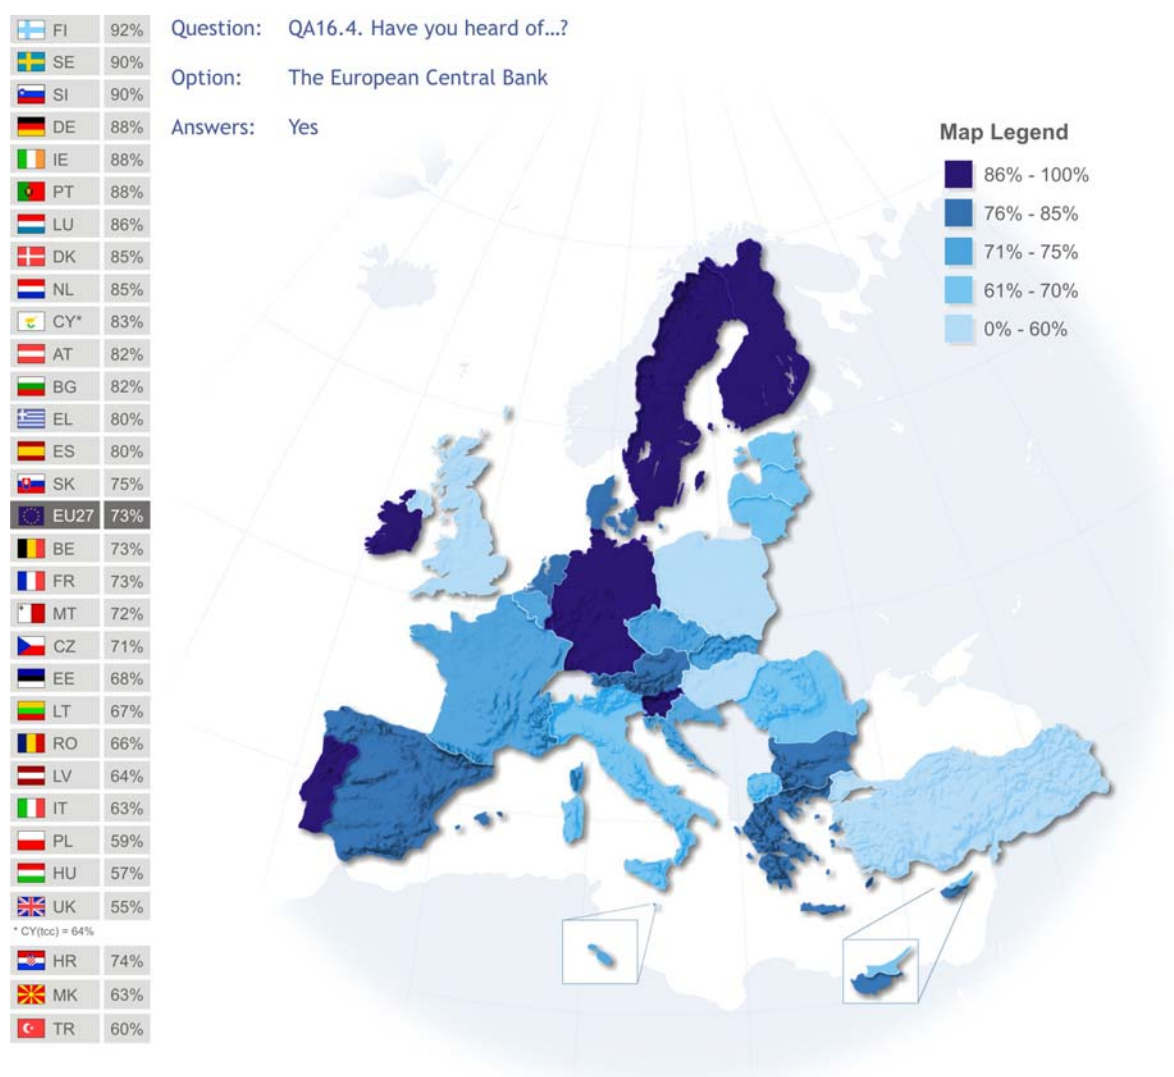 Question: QA16.4. Have you heard of…?
Option: The European Central Bank
Answers: Yes
FI 92%
SE 90%
SI 90%
DE 88%
IE 88%
PT 88%
LU 86%
DK 85%
NL 85%
CY* 83%
AT 82%
BG 82%
EL 80%
ES 80%
SK 75%
EU27 73%
BE 73%
FR 73%
MT 72%
CZ 71%
EE 68%
LT 67%
RO 66%
LV 64%
IT 63%
PL 59%
HU 57%
UK 55%
* CY(tcc) = 64%
HR 74%
MK 63%
TR 60%
Map Legend
86% - 100%
76% - 85%
71% - 75%
61% - 70%
0% - 60%